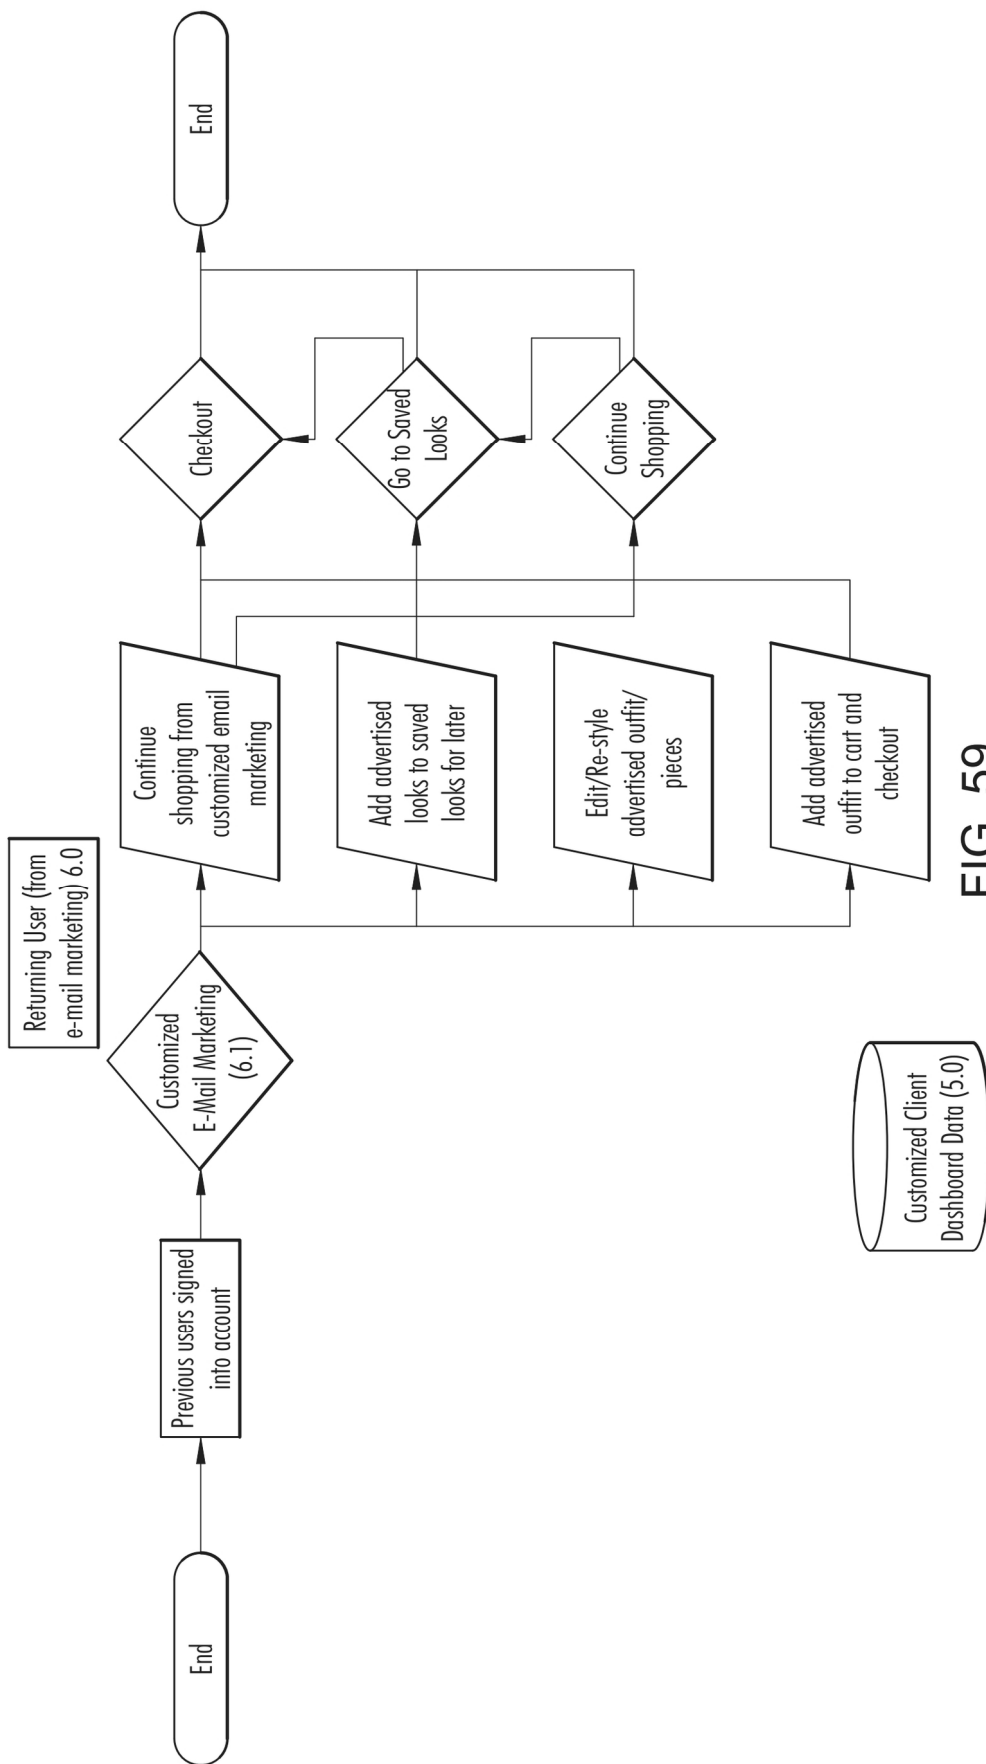 Returning User (from
e-mail marketing) 6.0
End
Previous users signed
into account
Customized
E-Mail Marketing
(6.1)
Continue
shopping from
customized email
marketing
Add advertised
looks to saved
looks for later
Edit/Re-style
advertised outfit/
pieces
Add advertised
outfit to cart and
checkout
Checkout
Go to Saved
Looks
Continue
Shopping
End
Customized Client
Dashboard Data (5.0)
FIG. 59